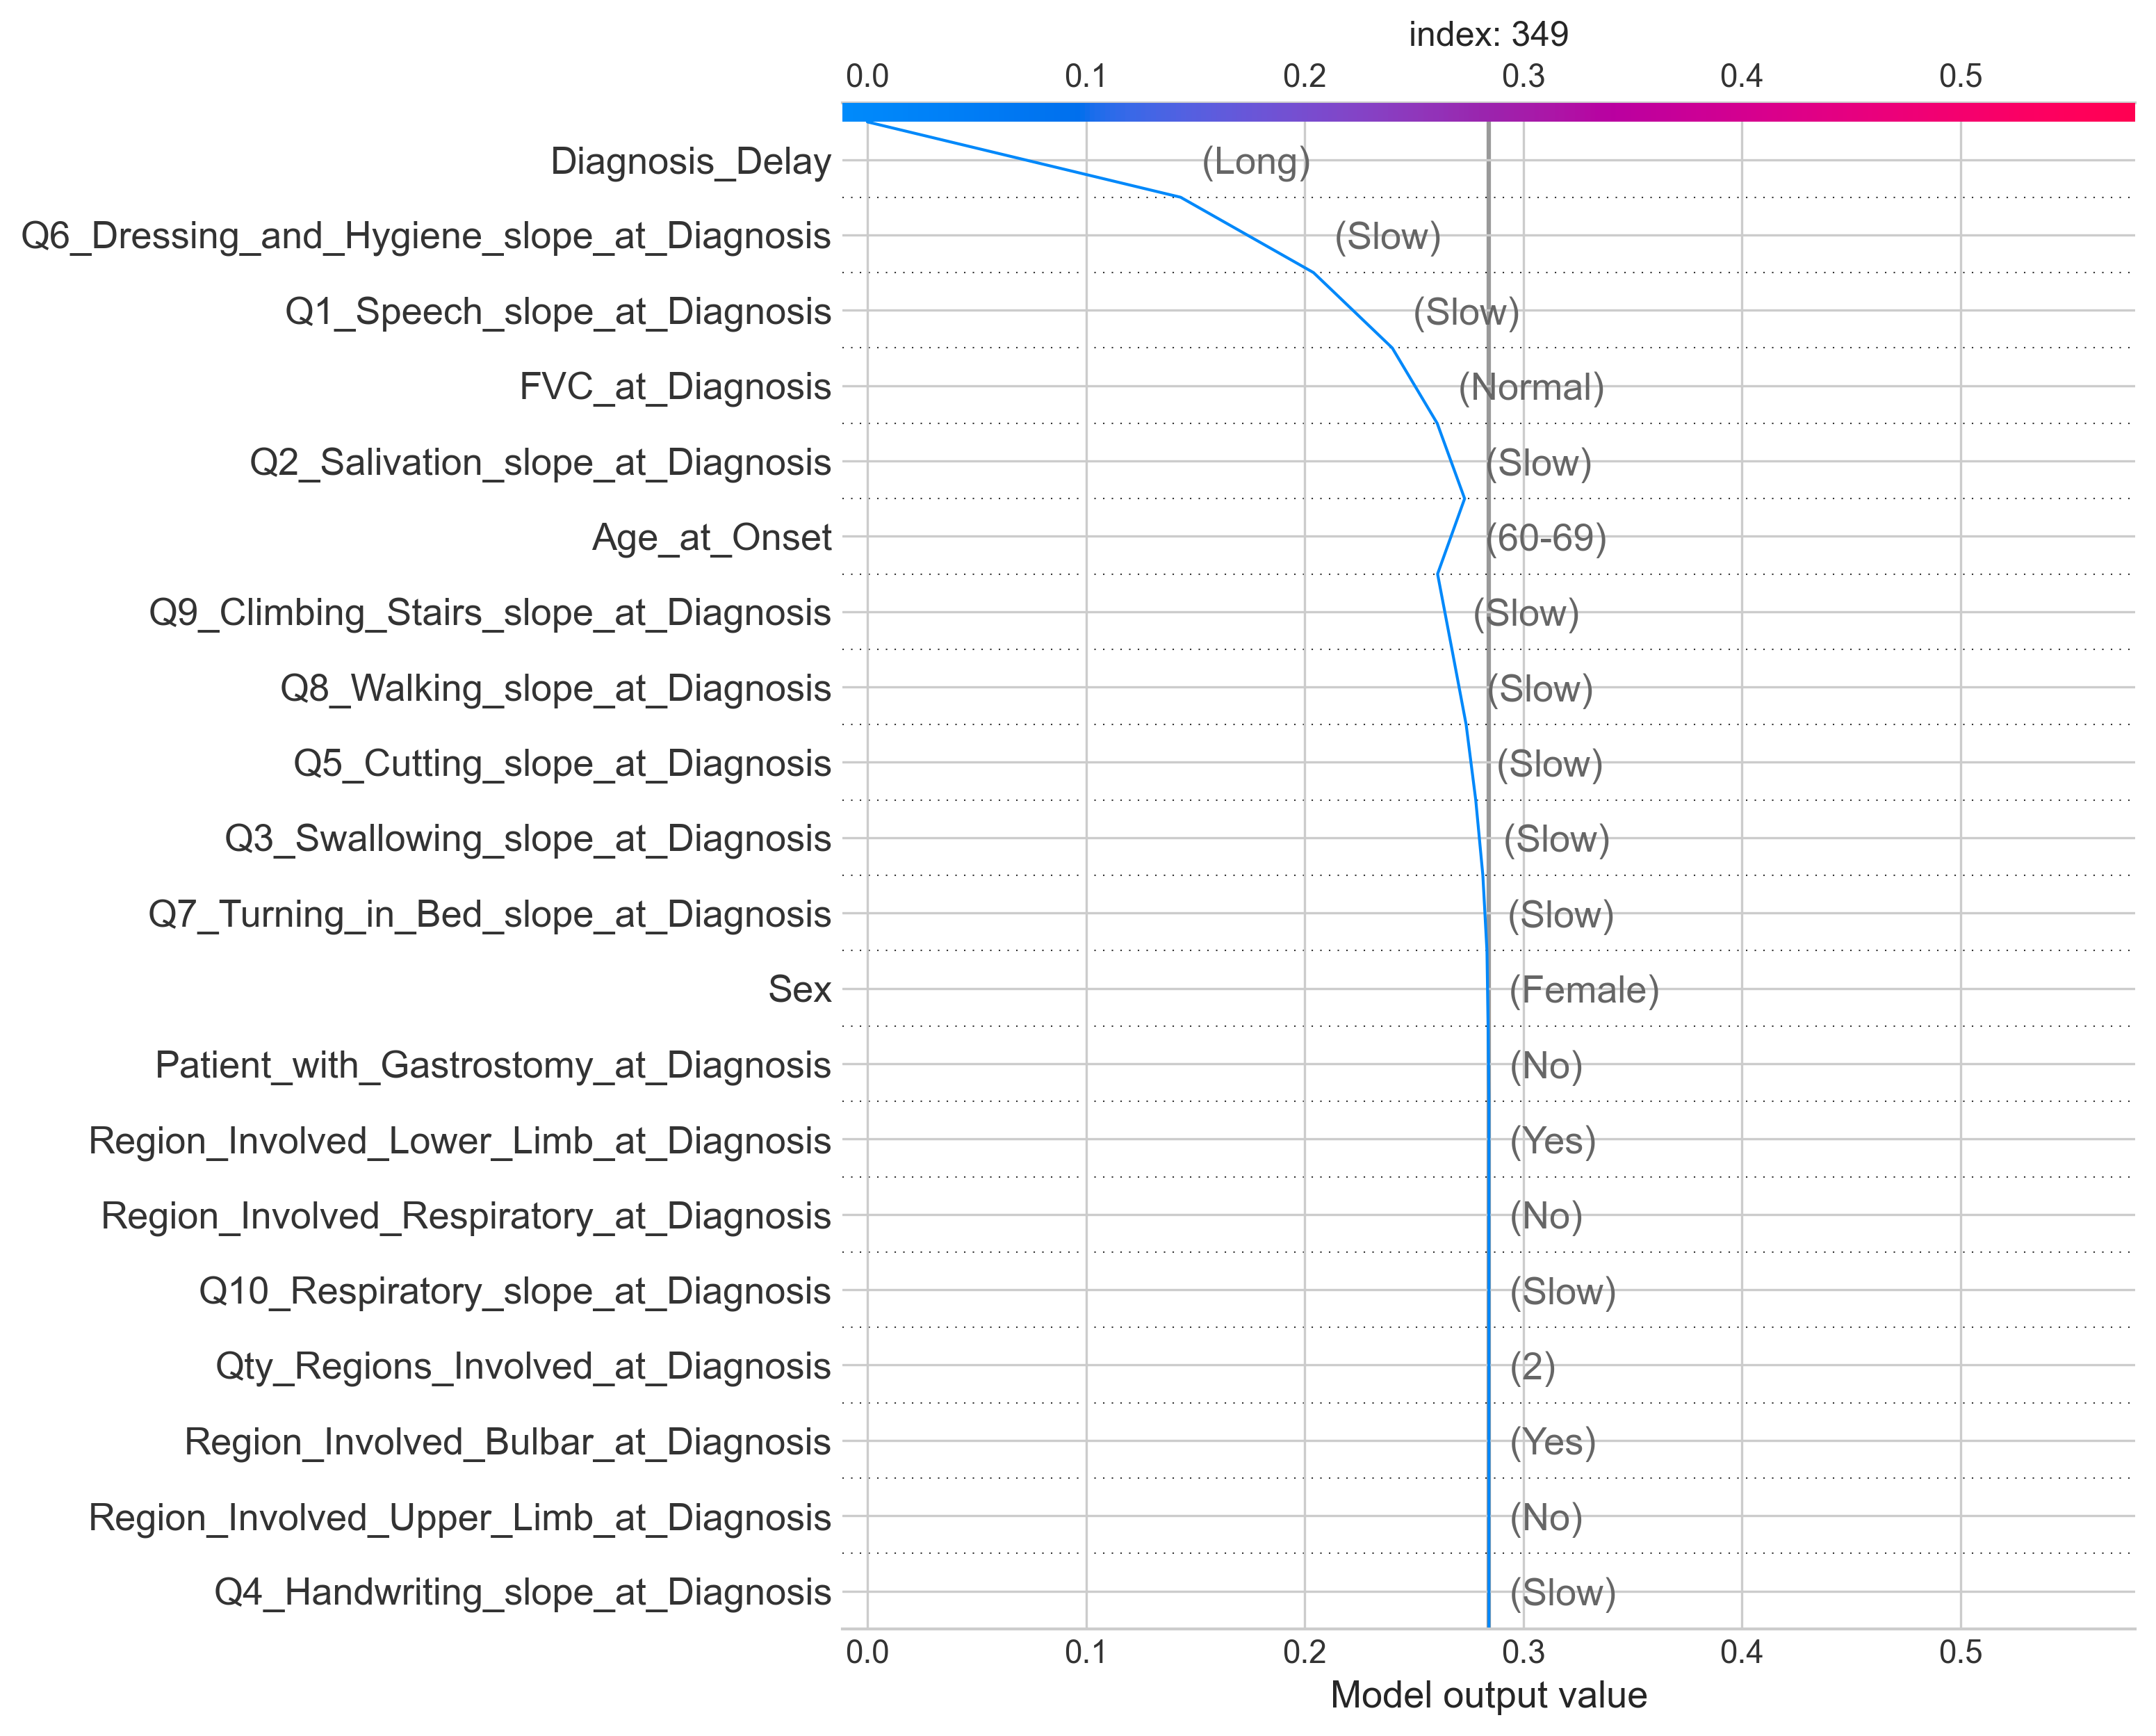 index: 349
0.0 0.1 0.2 0.3 0.4 0.5
Diagnosis_Delay (Long)
Q6_Dressing_and_Hygiene_slope_at_Diagnosis (Slow)
Q1_Speech_slope_at_Diagnosis (Slow)
FVC_at_Diagnosis (Normal)
Q2_Salivation_slope_at_Diagnosis (Slow)
Age_at_Onset (60-69)
Q9_Climbing_Stairs_slope_at_Diagnosis (Slow)
Q8_Walking_slope_at_Diagnosis (Slow)
Q5_Cutting_slope_at_Diagnosis (Slow)
Q3_Swallowing_slope_at_Diagnosis (Slow)
Q7_Turning_in_Bed_slope_at_Diagnosis (Slow)
Sex (Female)
Patient_with_Gastrostomy_at_Diagnosis (No)
Region_Involved_Lower_Limb_at_Diagnosis (Yes)
Region_Involved_Respiratory_at_Diagnosis (No)
Q10_Respiratory_slope_at_Diagnosis (Slow)
Qty_Regions_Involved_at_Diagnosis (2)
Region_Involved_Bulbar_at_Diagnosis (Yes)
Region_Involved_Upper_Limb_at_Diagnosis (No)
Q4_Handwriting_slope_at_Diagnosis (Slow)
0.0 0.1 0.2 0.3 0.4 0.5
Model output value